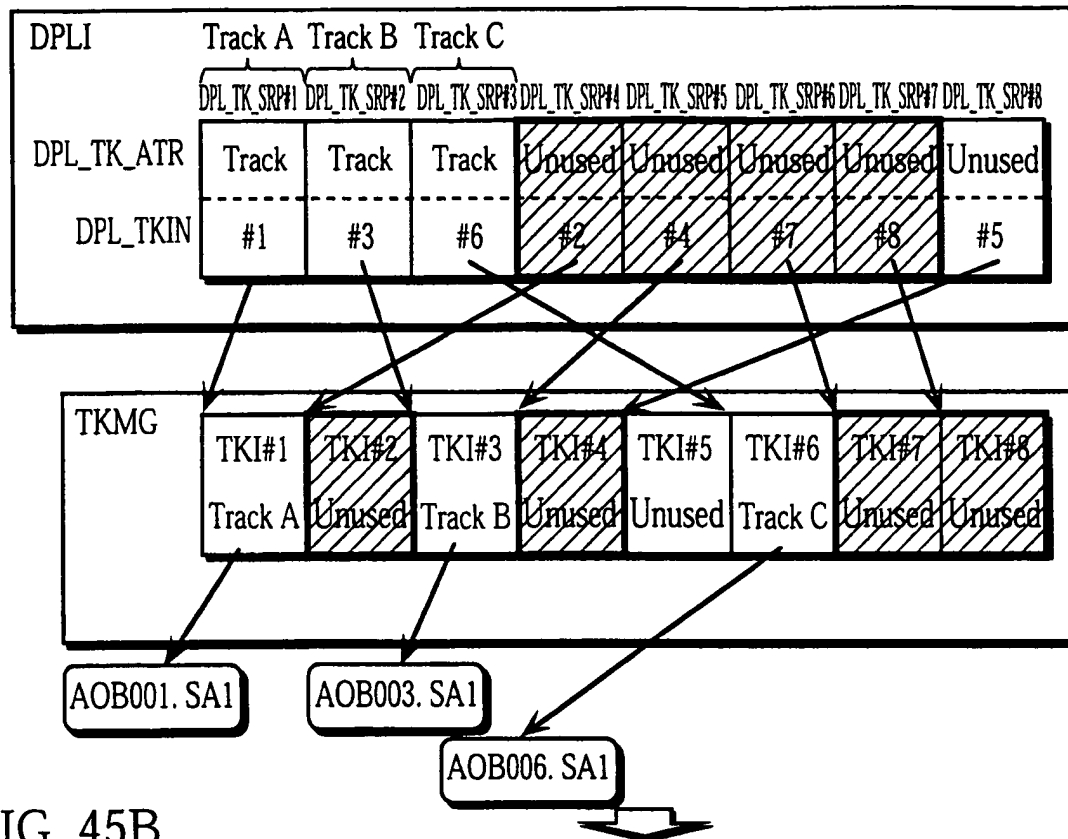 DPLI Track A Track B Track C
DPL_TK_SRP#1 DPL_TK_SRP#2 DPL_TK_SRP#3 DPL_TK_SRP#4 DPL_TK_SRP#5 DPL_TK_SRP#6 DPL_TK_SRP#7 DPL_TK_SRP#8
DPL_TK_ATR Track Track Track Unused Unused Unused Unused Unused
DPL_TKIN #1 #3 #6 #2 #4 #7 #8 #5
TKMG
TKI#1 TKI#2 TKI#3 TKI#4 TKI#5 TKI#6 TKI#7 TKI#8
Track A Unused Track B Unused Unused Track C Unused Unused
AOB001. SA1 AOB003. SA1
AOB006. SA1
IG. 45B